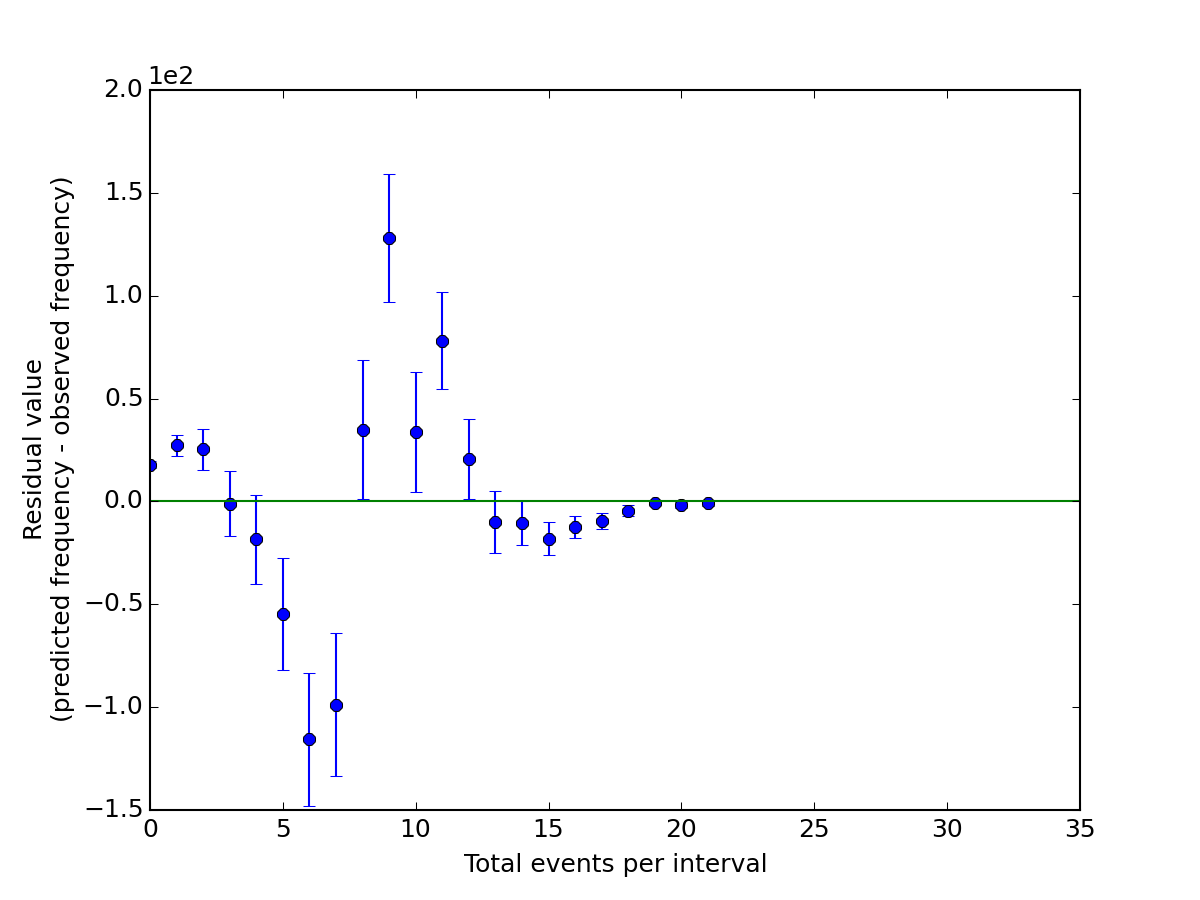 1e2
2.0
1.5
1.0
0.5
0.0
−0.5
−1.0
−1.5
0 5 10 15 20 25 30 35
Total events per interval
Residual value
(predicted frequency - observed frequency)